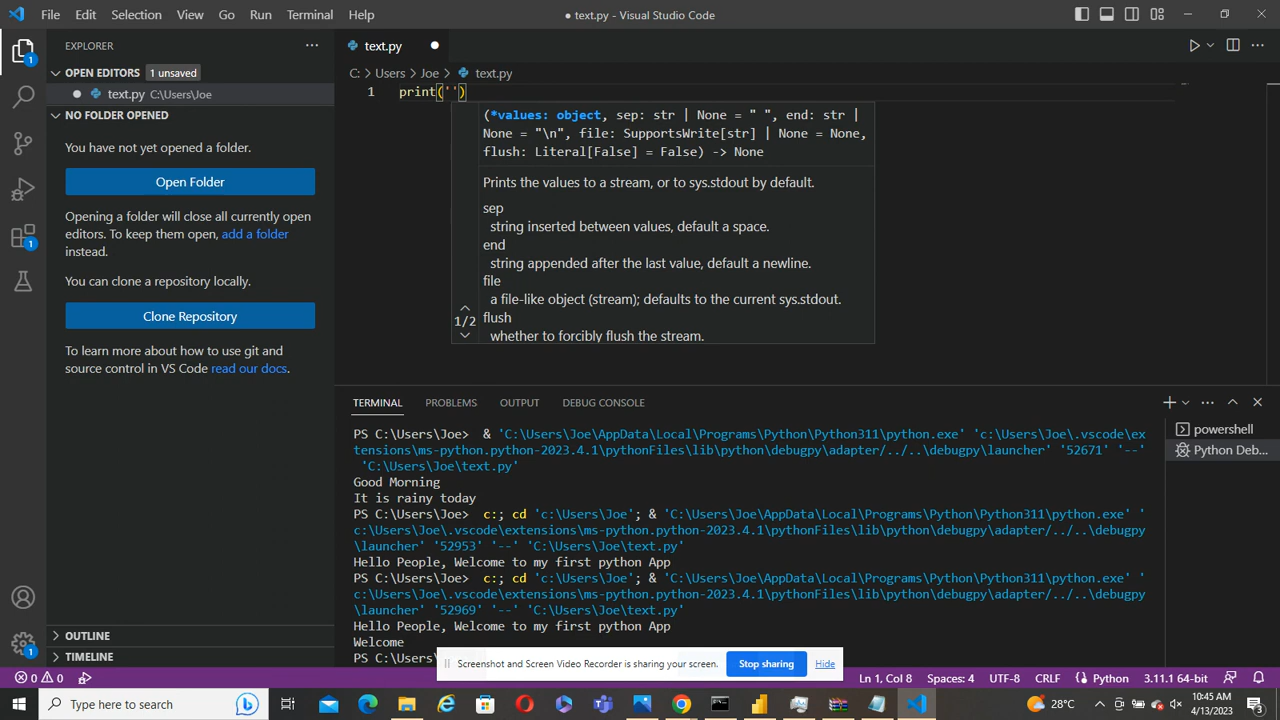 File Edit Selection View Go Run Terminal Help
● text.py - Visual Studio Code
EXPLORER
OPEN EDITORS 1 unsaved
text.py C:\Users\Joe
NO FOLDER OPENED
You have not yet opened a folder.
Open Folder
Opening a folder will close all currently open
editors. To keep them open, add a folder
instead.
You can clone a repository locally.
Clone Repository
To learn more about how to use git and
source control in VS Code read our docs.
OUTLINE
TIMELINE
1
1
1
text.py
C: > Users > Joe > text.py
1 print('')
(*values: object, sep: str | None = " ", end: str |
None = "\n", file: SupportsWrite[str] | None = None,
flush: Literal[False] = False) -> None
Prints the values to a stream, or to sys.stdout by default.
sep
string inserted between values, default a space.
end
string appended after the last value, default a newline.
file
a file-like object (stream); defaults to the current sys.stdout.
1/2
flush
whether to forcibly flush the stream.
TERMINAL PROBLEMS OUTPUT DEBUG CONSOLE
PS C:\Users\Joe> & 'C:\Users\Joe\AppData\Local\Programs\Python\Python311\python.exe' 'c:\Users\Joe\.vscode\ex
tensions\ms-python.python-2023.4.1\pythonFiles\lib\python\debugpy\adapter/../..\debugpy\launcher' '52671' '--'
'C:\Users\Joe\text.py'
Good Morning
It is rainy today
PS C:\Users\Joe> c:; cd 'c:\Users\Joe'; & 'C:\Users\Joe\AppData\Local\Programs\Python\Python311\python.exe' '
c:\Users\Joe\.vscode\extensions\ms-python.python-2023.4.1\pythonFiles\lib\python\debugpy\adapter/../..\debugpy
\launcher' '52953' '--' 'C:\Users\Joe\text.py'
Hello People, Welcome to my first python App
PS C:\Users\Joe> c:; cd 'c:\Users\Joe'; & 'C:\Users\Joe\AppData\Local\Programs\Python\Python311\python.exe' '
c:\Users\Joe\.vscode\extensions\ms-python.python-2023.4.1\pythonFiles\lib\python\debugpy\adapter/../..\debugpy
\launcher' '52969' '--' 'C:\Users\Joe\text.py'
Hello People, Welcome to my first python App
Welcome
PS C:\Users
powershell
Python Deb...
Screenshot and Screen Video Recorder is sharing your screen. Stop sharing Hide
0 0
Ln 1, Col 8 Spaces: 4 UTF-8 CRLF Python 3.11.1 64-bit
Type here to search
28°C
10:45 AM
4/13/2023
3